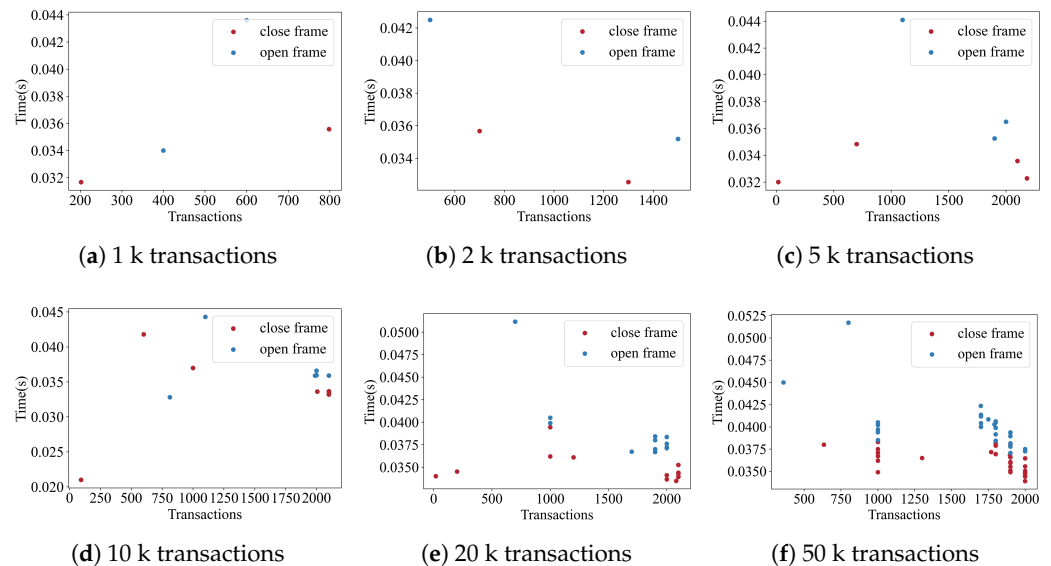 0.044
0.042
0.040
0.038
0.036
0.034
0.032
Time(s)
close frame
open frame
200 300 400 500 600 700 800
Transactions
(a) 1 k transactions
0.042
0.040
0.038
0.036
0.034
Time(s)
close frame
open frame
600 800 1000 1200 1400
Transactions
(b) 2 k transactions
0.044
0.042
0.040
0.038
0.036
0.034
0.032
Time(s)
close frame
open frame
0 500 1000 1500 2000
Transactions
(c) 5 k transactions
0.045
0.040
0.035
0.030
0.025
0.020
Time(s)
close frame
open frame
0 250 500 750 1000 1250 1500 1750 2000
Transactions
(d) 10 k transactions
0.0500
0.0475
0.0450
0.0425
0.0400
0.0375
0.035
Time(s)
close frame
open frame
0 500 1000 1500 2000
Transactions
(e) 20 k transactions
0.0525
0.0500
0.0475
0.0450
0.0425
0.0400
0.0375
0.035
Time(s)
close frame
open frame
500 750 1000 1250 1500 1750 2000
Transactions
(f) 50 k transactions